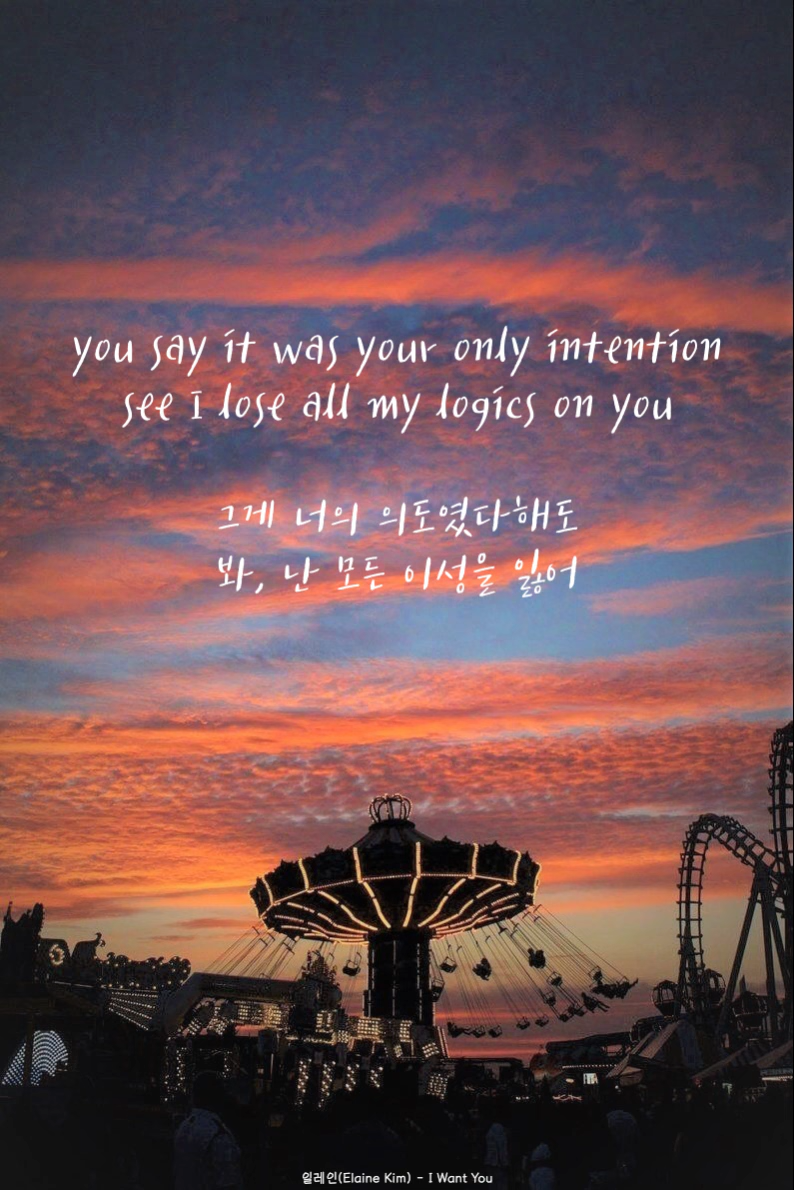 you say it was your only intention
see I lose all my logics on you
그게 너의 의도였다해도
봐, 난 모든 이성을 잃어
일레인(Elaine Kim) - I Want You